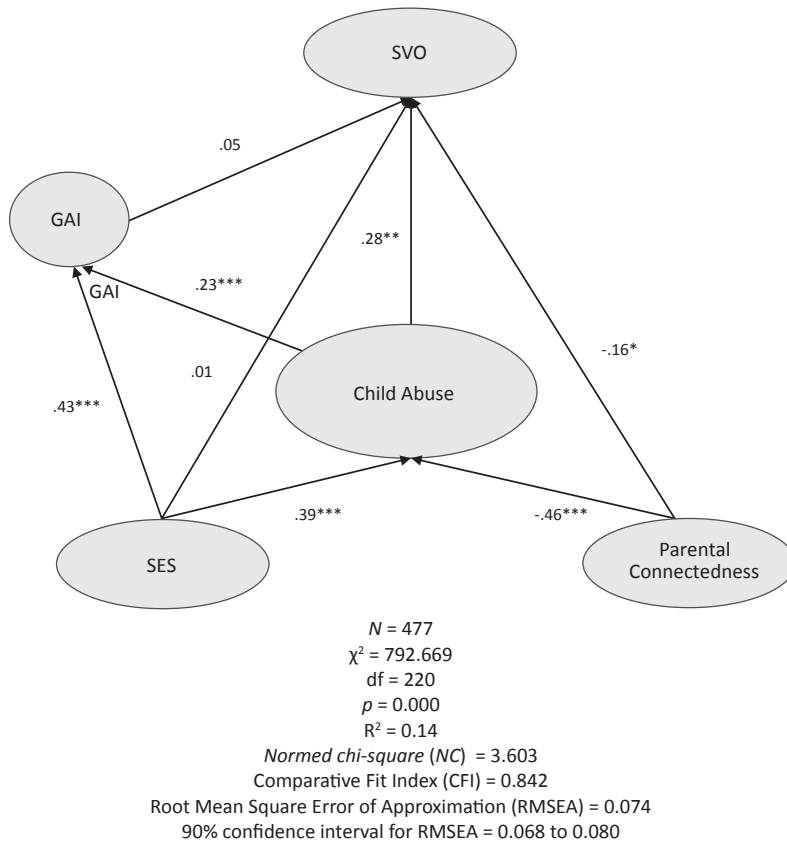 SVO
.05
GAI
.28**
.23***
GAI
-.16*
.01
Child Abuse
.43***
.39***
-.46***
SES
Parental
Connectedness
N = 477
χ² = 792.669
df = 220
p = 0.000
R² = 0.14
Normed chi-square (NC) = 3.603
Comparative Fit Index (CFI) = 0.842
Root Mean Square Error of Approximation (RMSEA) = 0.074
90% confidence interval for RMSEA = 0.068 to 0.080